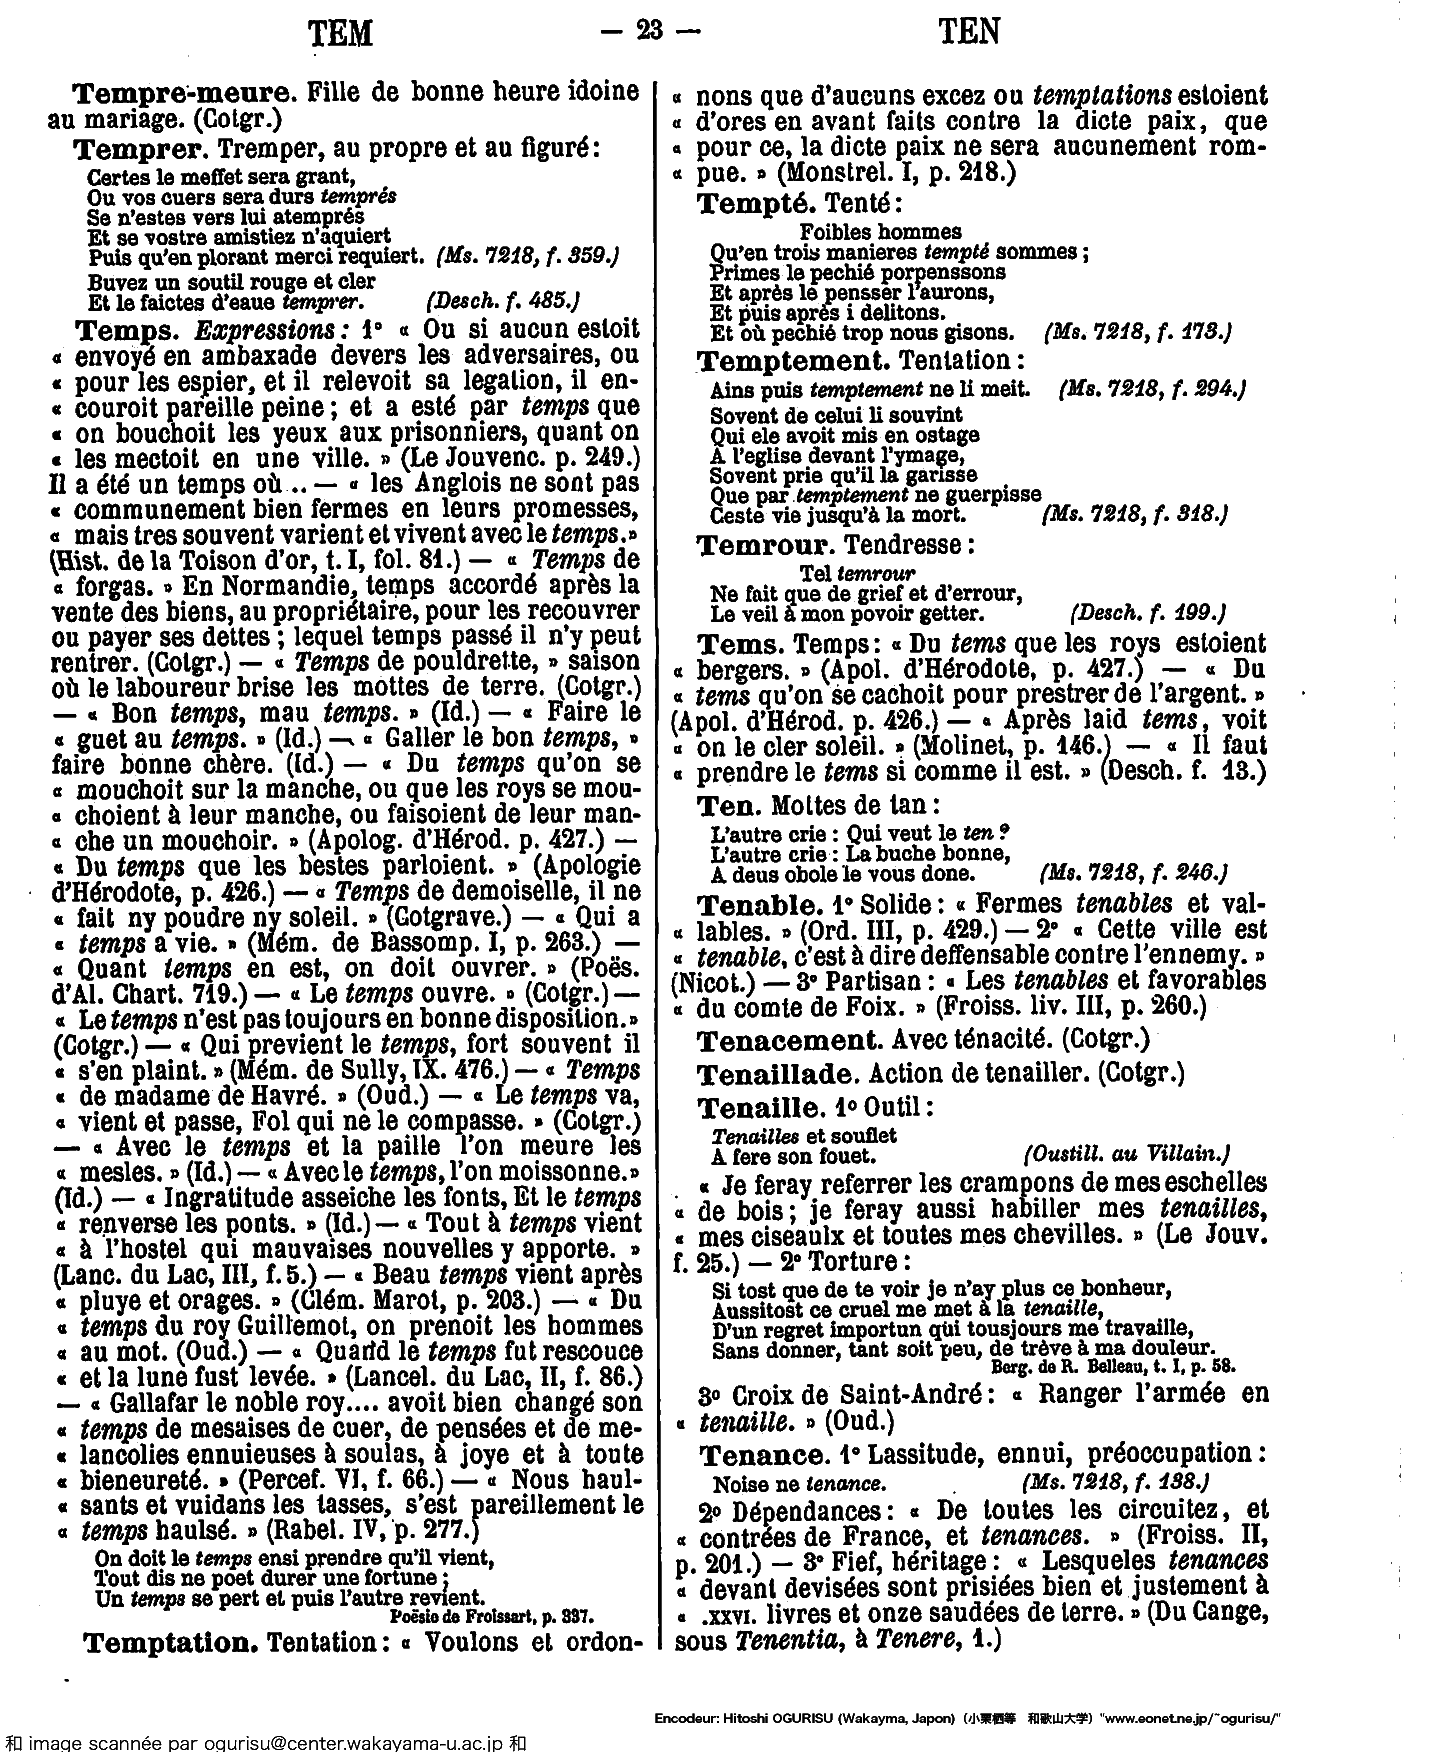 TEM — 23 — TEN
Tempre-meure. Fille de bonne heure idoine
au mariage. (Cotgr.)
Temprer. Tremper, au propre et au figuré :
Certes le meffet sera grant,
Ou vos cuers sera durs temprés
Se n'estes vers lui atemprés
Et se vostre amistiez n'aquiert
Puis qu'en plorant merci requiert. (Ms. 7218, f. 359.)
Buvez un soutil rouge et cler
Et le faictes d'eaue temprer. (Desch. f. 485.)
Temps. Expressions : 1° « Ou si aucun estoit
« envoyé en ambaxade devers les adversaires, ou
« pour les espier, et il relevoit sa legation, il en-
« couroit pareille peine ; et a esté par temps que
« on bouchoit les yeux aux prisonniers, quant on
« les mectoit en une ville. » (Le Jouvenc. p. 249.)
Il a été un temps où .. — « les Anglois ne sont pas
« communement bien fermes en leurs promesses,
« mais tres souvent varient et vivent avec le temps.»
(Hist. de la Toison d'or, t. I, fol. 81.) — « Temps de
« forgas. » En Normandie, temps accordé après la
vente des biens, au propriétaire, pour les recouvrer
ou payer ses dettes ; lequel temps passé il n'y peut
rentrer. (Cotgr.) — « Temps de pouldrette, » saison
où le laboureur brise les mottes de terre. (Cotgr.)
— « Bon temps, mau temps. » (Id.) — « Faire le
« guet au temps. » (Id.) — « Galler le bon temps, »
faire bonne chère. (Id.) — « Du temps qu'on se
« mouchoit sur la manche, ou que les roys se mou-
« choient à leur manche, ou faisoient de leur man-
« che un mouchoir. » (Apolog. d'Hérod. p. 427.) —
« Du temps que les bestes parloient. » (Apologie
d'Hérodote, p. 426.) — « Temps de demoiselle, il ne
« fait ny poudre ny soleil. » (Cotgrave.) — « Qui a
« temps a vie. » (Mém. de Bassomp. I, p. 263.) —
« Quant temps en est, on doit ouvrer. » (Poës.
d'Al. Chart. 719.) — « Le temps ouvre. » (Cotgr.) —
« Le temps n'est pas toujours en bonne disposition.»
(Cotgr.) — « Qui previent le temps, fort souvent il
« s'en plaint. » (Mém. de Sully, IX. 476.) — « Temps
« de madame de Havré. » (Oud.) — « Le temps va,
« vient et passe, Fol qui ne le compasse. » (Cotgr.)
— « Avec le temps et la paille l'on meure les
« mesles. » (Id.) — « Avec le temps, l'on moissonne.»
(Id.) — « Ingratitude asseiche les fonts, Et le temps
« renverse les ponts. » (Id.) — « Tout à temps vient
« à l'hostel qui mauvaises nouvelles y apporte. »
(Lanc. du Lac, III, f. 5.) — « Beau temps vient après
« pluye et orages. » (Clém. Marot, p. 203.) — « Du
« temps du roy Guillemot, on prenoit les hommes
« au mot. (Oud.) — « Quand le temps fut rescouce
« et la lune fust levée. » (Lancel. du Lac, II, f. 86.)
— « Gallafar le noble roy.... avoit bien changé son
« temps de mesaises de cuer, de pensées et de me-
« lancolies ennuieuses à soulas, à joye et à toute
« bieneureté. » (Percef. VI, f. 66.) — « Nous haul-
« sants et vuidans les tasses, s'est pareillement le
« temps haulsé. » (Rabel. IV, p. 277.)
On doit le temps ensi prendre qu'il vient,
Tout dis ne poet durer une fortune ;
Un temps se pert et puis l'autre revient.
Poësie de Froissart, p. 337.
Temptation. Tentation : « Voulons et ordon-
« nons que d'aucuns excez ou temptations estoient
« d'ores en avant faits contre la dicte paix, que
« pour ce, la dicte paix ne sera aucunement rom-
« pue. » (Monstrel. I, p. 218.)
Tempté. Tenté :
Foibles hommes
Qu'en trois manieres tempté sommes ;
Primes le pechié porpenssons
Et après le pensser l'aurons,
Et puis après i delitons.
Et où pechié trop nous gisons. (Ms. 7218, f. 173.)
Temptement. Tentation :
Ains puis temptement ne li meit. (Ms. 7218, f. 294.)
Sovent de celui li souvint
Qui ele avoit mis en ostage
A l'eglise devant l'ymage,
Sovent prie qu'il la garisse
Que par temptement ne guerpisse
Ceste vie jusqu'à la mort. (Ms. 7218, f. 318.)
Temrour. Tendresse :
Tel temrour
Ne fait que de grief et d'errour,
Le veil à mon povoir getter. (Desch. f. 199.)
Tems. Temps : « Du tems que les roys estoient
« bergers. » (Apol. d'Hérodote, p. 427.) — « Du
« tems qu'on se cachoit pour prestrer de l'argent. »
(Apol. d'Hérod. p. 426.) — « Après laid tems, voit
« on le cler soleil. » (Molinet, p. 146.) — « Il faut
« prendre le tems si comme il est. » (Desch. f. 13.)
Ten. Mottes de tan :
L'autre crie : Qui veut le ten ?
L'autre crie : La buche bonne,
A deus obole le vous done. (Ms. 7218, f. 246.)
Tenable. 1° Solide : « Fermes tenables et val-
« lables. » (Ord. III, p. 429.) — 2° « Cette ville est
« tenable, c'est à dire deffensable contre l'ennemy. »
(Nicot.) — 3° Partisan : « Les tenables et favorables
« du comte de Foix. » (Froiss. liv. III, p. 260.)
Tenacement. Avec ténacité. (Cotgr.)
Tenaillade. Action de tenailler. (Cotgr.)
Tenaille. 1° Outil :
Tenailles et souflet
A fere son fouet. (Oustill. au Villain.)
« Je feray referrer les crampons de mes eschelles
« de bois ; je feray aussi habiller mes tenailles,
« mes ciseaulx et toutes mes chevilles. » (Le Jouv.
f. 25.) — 2° Torture :
Si tost que de te voir je n'ay plus ce bonheur,
Aussitost ce cruel me met à la tenaille,
D'un regret importun qui tousjours me travaille,
Sans donner, tant soit peu, de trève à ma douleur.
Berg. de R. Belleau, t. I, p. 58.
3° Croix de Saint-André : « Ranger l'armée en
« tenaille. » (Oud.)
Tenance. 1° Lassitude, ennui, préoccupation :
Noise ne tenance. (Ms. 7218, f. 138.)
2° Dépendances : « De toutes les circuitez, et
« contrées de France, et tenances. » (Froiss. II,
p. 201.) — 3° Fief, héritage : « Lesqueles tenances
« devant devisées sont prisiées bien et justement à
« .XXVI. livres et onze saudées de terre. » (Du Cange,
sous Tenentia, à Tenere, 1.)
Encodeur: Hitoshi OGURISU (Wakayma, Japon) (小栗栖等 和歌山大学) "www.eonet.ne.jp/~ogurisu/"
和 image scannée par ogurisu@center.wakayama-u.ac.jp 和